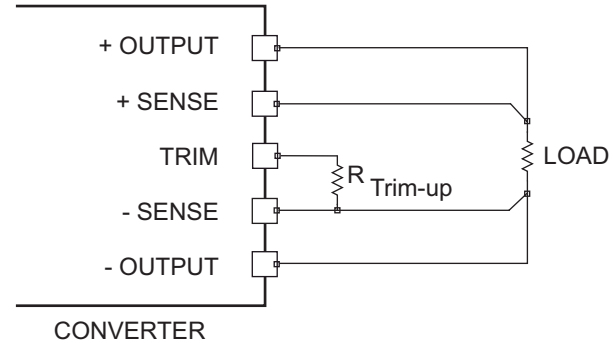 + OUTPUT
+ SENSE
TRIM
R Trim-up
LOAD
- SENSE
- OUTPUT
CONVERTER